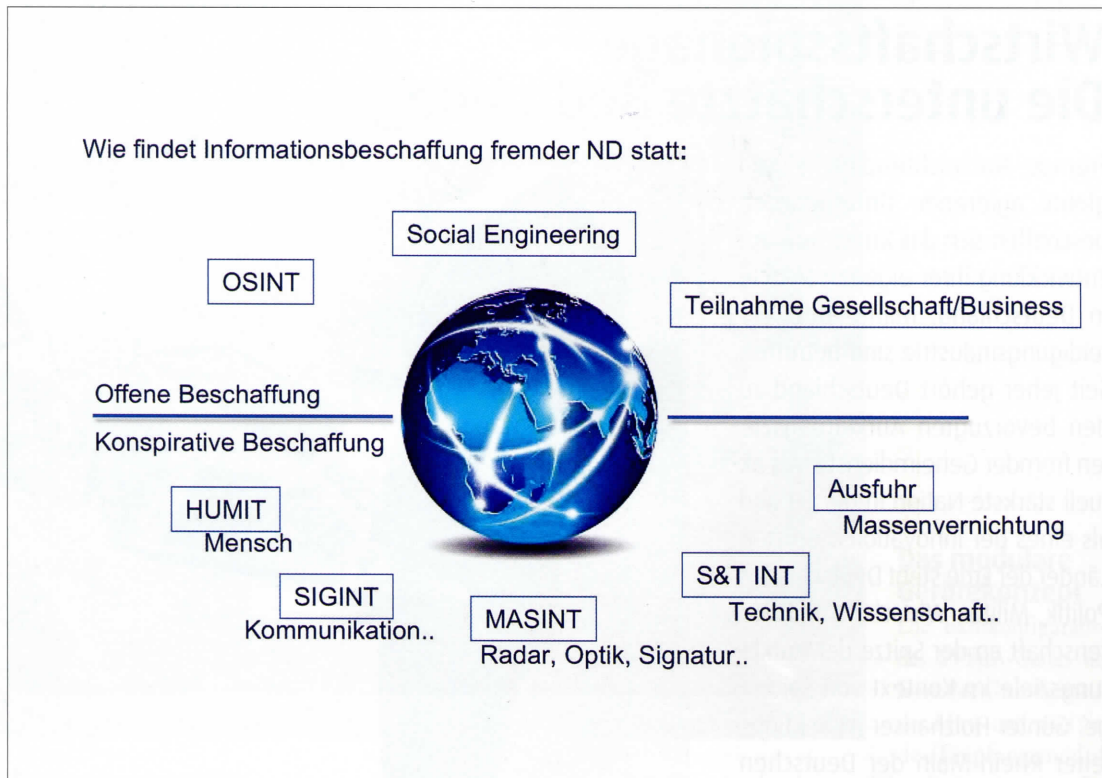 Wie findet Informationsbeschaffung fremder ND statt:
Social Engineering
OSINT
Teilnahme Gesellschaft/Business
Offene Beschaffung
Konspirative Beschaffung
HUMIT
Mensch
Ausfuhr
Massenvernichtung
SIGINT
Kommunikation..
MASINT
Radar, Optik, Signatur..
S&T INT
Technik, Wissenschaft..